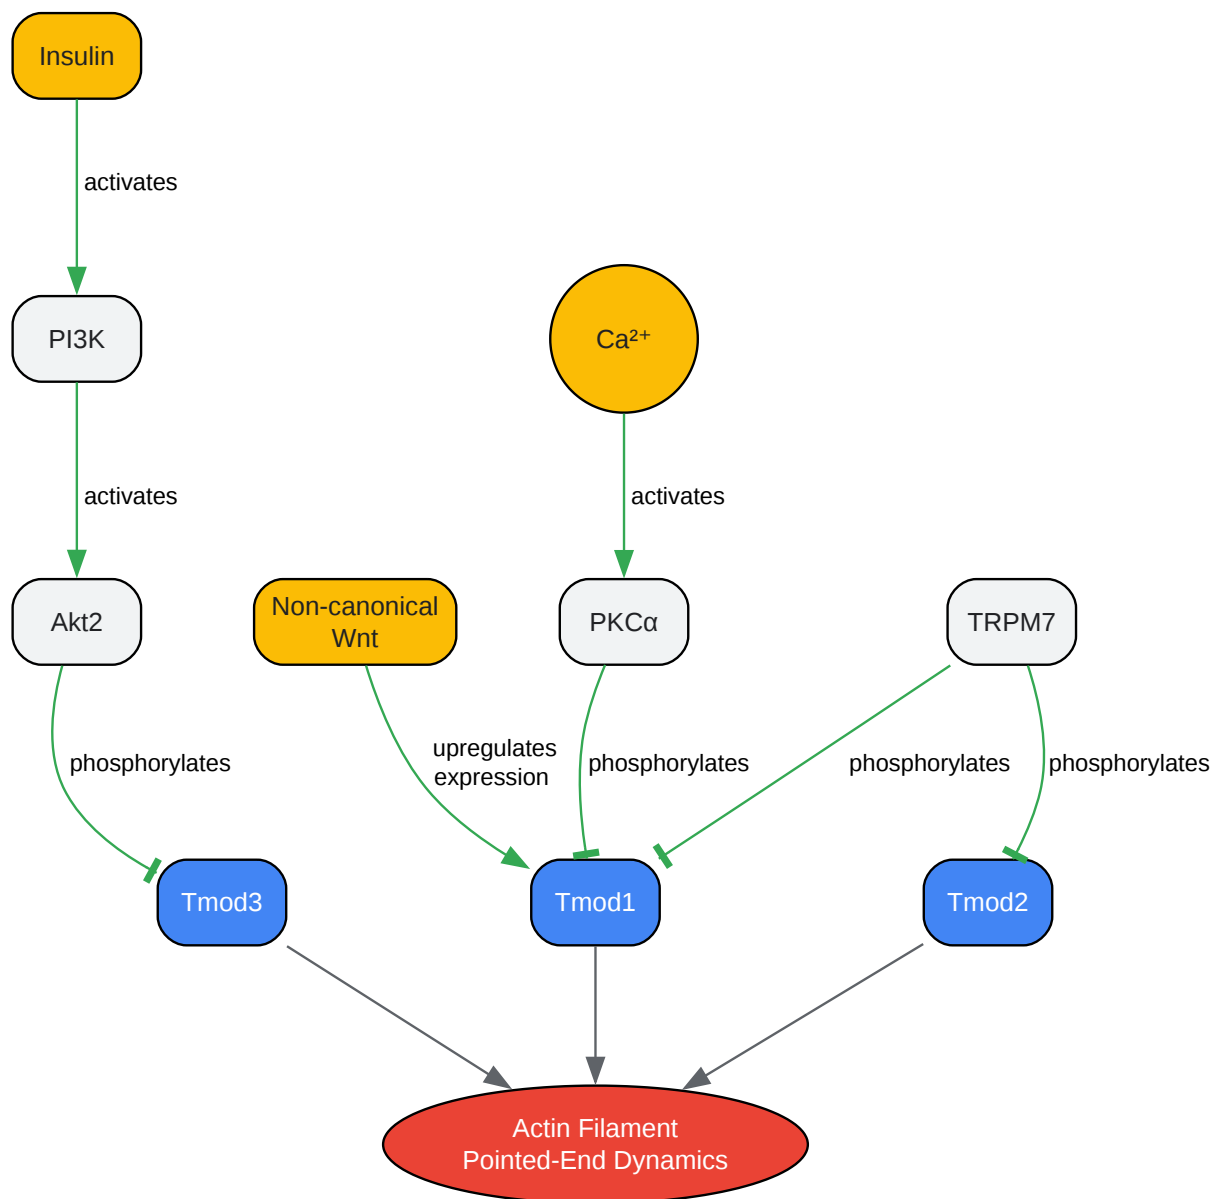 Insulin
activates
PI3K
Ca²⁺
activates
activates
Akt2
Non-canonical
Wnt
PKCα
TRPM7
phosphorylates
upregulates
expression
phosphorylates
phosphorylates
phosphorylates
Tmod3
Tmod1
Tmod2
Actin Filament
Pointed-End Dynamics